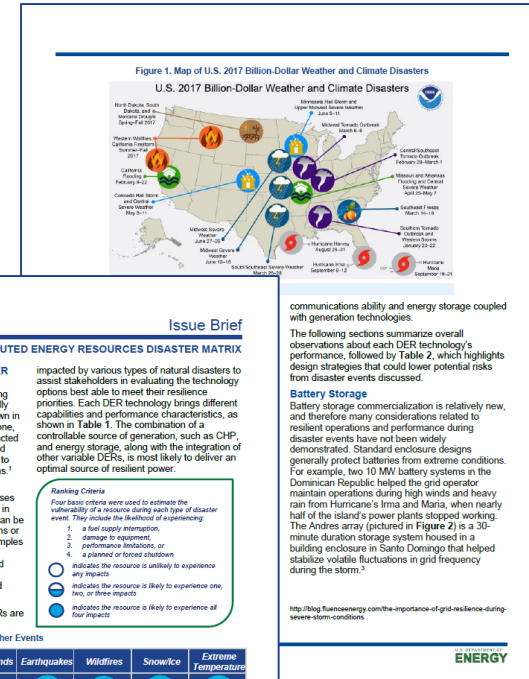 Figure 1. Map of U.S. 2017 Billion-Dollar Weather and Climate Disasters
U.S. 2017 Billion-Dollar Weather and Climate Disasters
North Dakota, South
Dakota, and
Montana Drought
Spring–Fall 2017
Minnesota Hail Storm and
Upper Midwest Severe Weather
June 9–11
Midwest Tornado Outbreak
March 6–8
Western Wildfires,
California Firestorm
Summer–Fall
2017
Central/Southeast
Tornado Outbreak
February 28–March 1
California
Flooding
February 8–22
Missouri and Arkansas
Flooding and Central
Severe Weather
April 25–May 7
Colorado Hail Storm
and Central
Severe Weather
May 8–11
Southeast Freeze
March 14–16
Southern Tornado
Outbreak and
Western Storms
January 20–22
Midwest Severe
Weather
June 27–29
Midwest Severe
Weather
June 12–16
South/Southeast Severe Weather
March 26–28
Hurricane Harvey
August 25–31
Hurricane Irma
September 6–12
Hurricane
Maria
September 19–21
communications ability and energy storage coupled
with generation technologies.
The following sections summarize overall
observations about each DER technology's
performance, followed by Table 2, which highlights
design strategies that could lower potential risks
from disaster events discussed.
Battery Storage
Battery storage commercialization is relatively new,
and therefore many considerations related to
resilient operations and performance during
disaster events have not been widely
demonstrated. Standard enclosure designs
generally protect batteries from extreme conditions.
For example, two 10 MW battery systems in the
Dominican Republic helped the grid operator
maintain operations during high winds and heavy
rain from Hurricane's Irma and Maria, when nearly
half of the island's power plants stopped working.
The Andres array (pictured in Figure 2) is a 30-
minute duration storage system housed in a
building enclosure in Santo Domingo that helped
stabilize volatile fluctuations in grid frequency
during the storm.³
http://blog.fluenceenergy.com/the-importance-of-grid-resilience-during-
severe-storm-conditions
U.S. DEPARTMENT OF
ENERGY
Issue Brief
UTED ENERGY RESOURCES DISASTER MATRIX
impacted by various types of natural disasters to
assist stakeholders in evaluating the technology
options best able to meet their resilience
priorities. Each DER technology brings different
capabilities and performance characteristics, as
shown in Table 1. The combination of a
controllable source of generation, such as CHP,
and energy storage, along with the integration of
other variable DERs, is most likely to deliver an
optimal source of resilient power.
Ranking Criteria
Four basic criteria were used to estimate the
vulnerability of a resource during each type of disaster
event. They include the likelihood of experiencing:
1. a fuel supply interruption,
2. damage to equipment,
3. performance limitations, or
4. a planned or forced shutdown
indicates the resource is unlikely to experience
any impacts
indicates the resource is likely to experience one,
two, or three impacts
indicates the resource is likely to experience all
four impacts
her Events
nds Earthquakes Wildfires Snow/Ice Extreme
Temperature